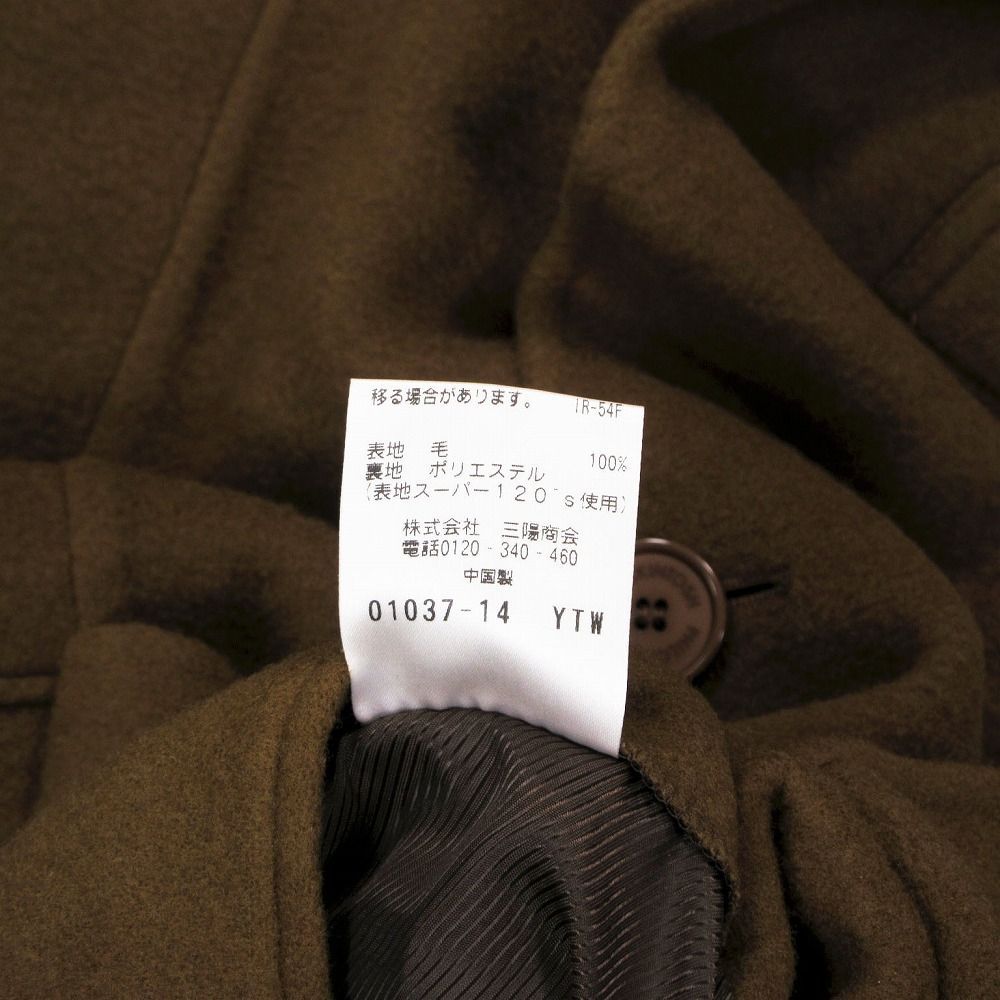 移る場合があります。 IR-54F
表地 毛 100%
裏地 ポリエステル
(表地スーパー120's使用)
株式会社 三陽商会
電話0120-340-460
中国製
01037-14 YTW